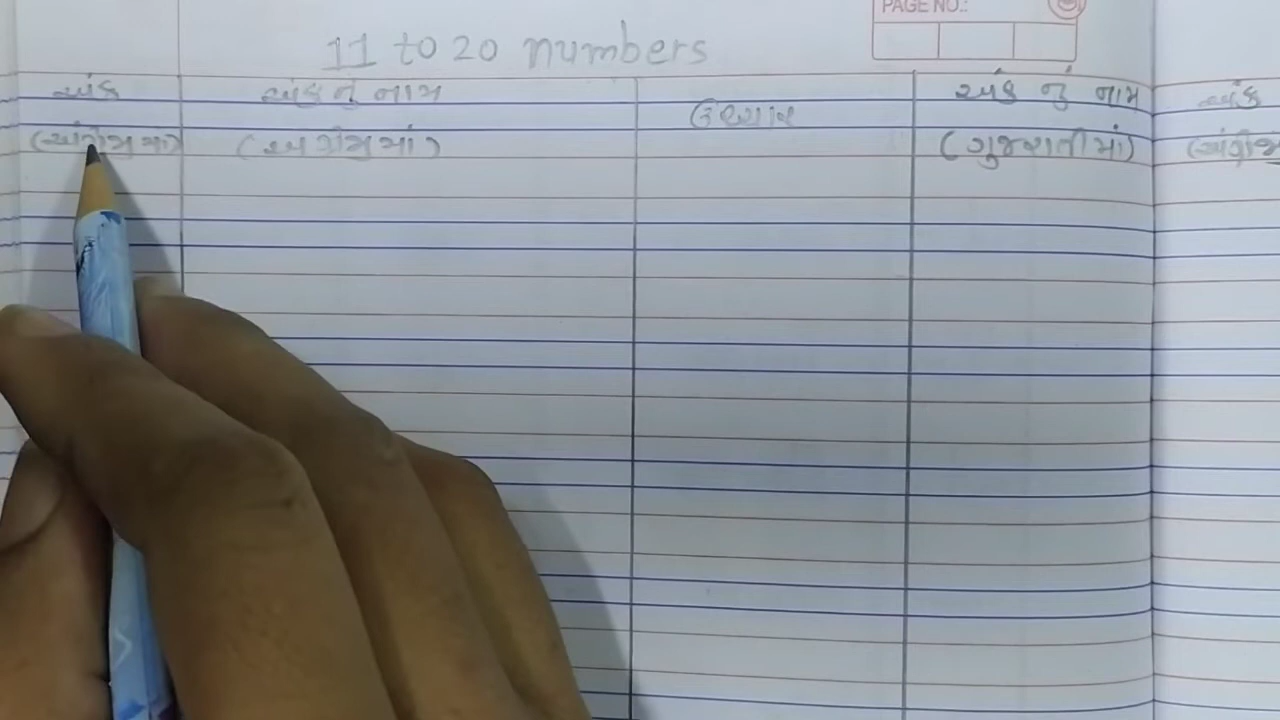 PAGE NO.:
11 to 20 numbers
અંક
(અંગ્રેજીમાં)
અંક નું નામ
(અંગ્રેજીમાં)
ઉચ્ચાર
અંક નું નામ
(ગુજરાતીમાં)
અંક